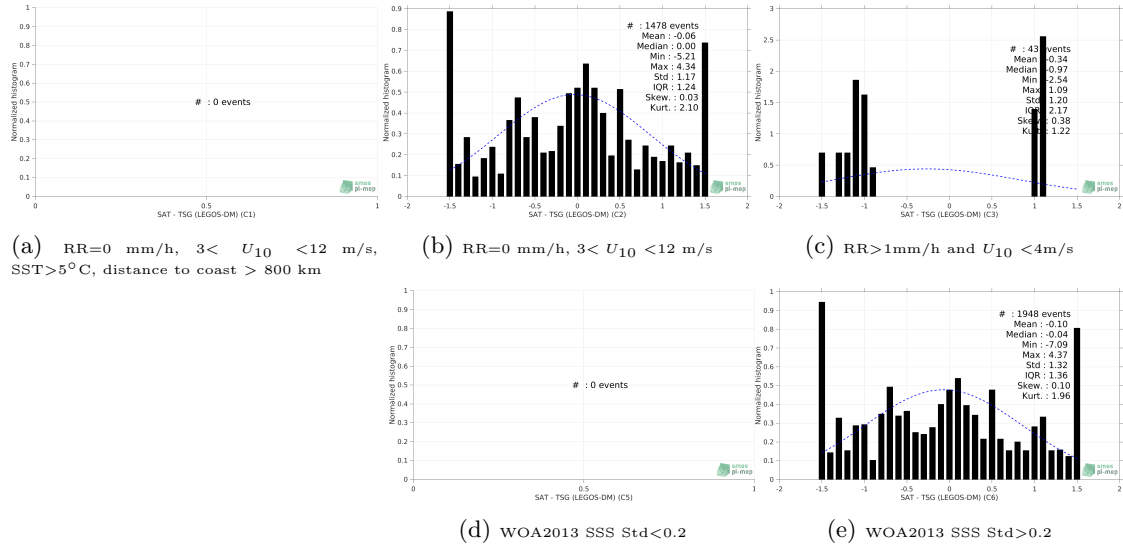 1
0.9
0.8
0.7
0.6
0.5
0.4
0.3
0.2
0.1
0
Normalized histogram
# : 0 events
smos
pi-mep
0 0.5 1
SAT - TSG (LEGOS-DM) (C1)
(a) RR=0 mm/h, 3< U10 <12 m/s,
SST>5°C, distance to coast > 800 km
0.9
0.8
0.7
0.6
0.5
0.4
0.3
0.2
0.1
0
Normalized histogram
# : 1478 events
Mean : -0.06
Median : 0.00
Min : -5.21
Max : 4.34
Std : 1.17
IQR : 1.24
Skew. : 0.03
Kurt. : 2.10
smos
pi-mep
-2 -1.5 -1 -0.5 0 0.5 1 1.5 2
SAT - TSG (LEGOS-DM) (C2)
(b) RR=0 mm/h, 3< U10 <12 m/s
3
2.5
2
1.5
1
0.5
0
Normalized histogram
# : 43 events
Mean : -0.34
Median : -0.97
Min : -2.54
Max : 1.09
Std : 1.20
IQR : 2.17
Skew. : 0.38
Kurt. : 1.22
smos
pi-mep
-2 -1.5 -1 -0.5 0 0.5 1 1.5 2
SAT - TSG (LEGOS-DM) (C3)
(c) RR>1mm/h and U10 <4m/s
1
0.9
0.8
0.7
0.6
0.5
0.4
0.3
0.2
0.1
0
Normalized histogram
# : 0 events
smos
pi-mep
0 0.5 1
SAT - TSG (LEGOS-DM) (C5)
(d) WOA2013 SSS Std<0.2
1
0.9
0.8
0.7
0.6
0.5
0.4
0.3
0.2
0.1
0
Normalized histogram
# : 1948 events
Mean : -0.10
Median : -0.04
Min : -7.09
Max : 4.37
Std : 1.32
IQR : 1.36
Skew. : 0.10
Kurt. : 1.96
smos
pi-mep
-2 -1.5 -1 -0.5 0 0.5 1 1.5 2
SAT - TSG (LEGOS-DM) (C6)
(e) WOA2013 SSS Std>0.2